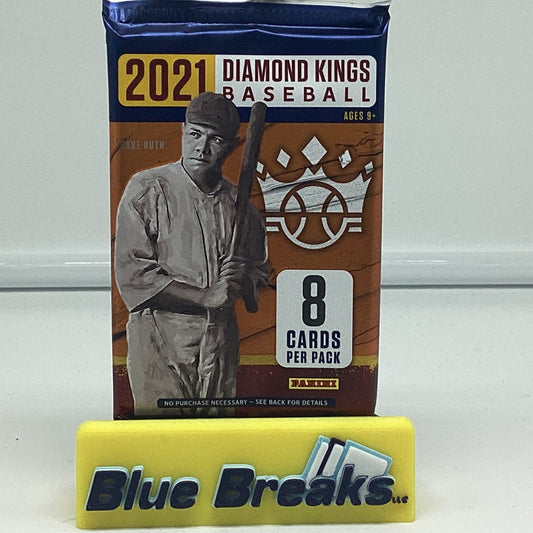 2021 DIAMOND KINGS
BASEBALL
AGES 9+
BABE RUTH
8
CARDS
PER PACK
PANINI
NO PURCHASE NECESSARY – SEE BACK FOR DETAILS
Blue Breaks LLC